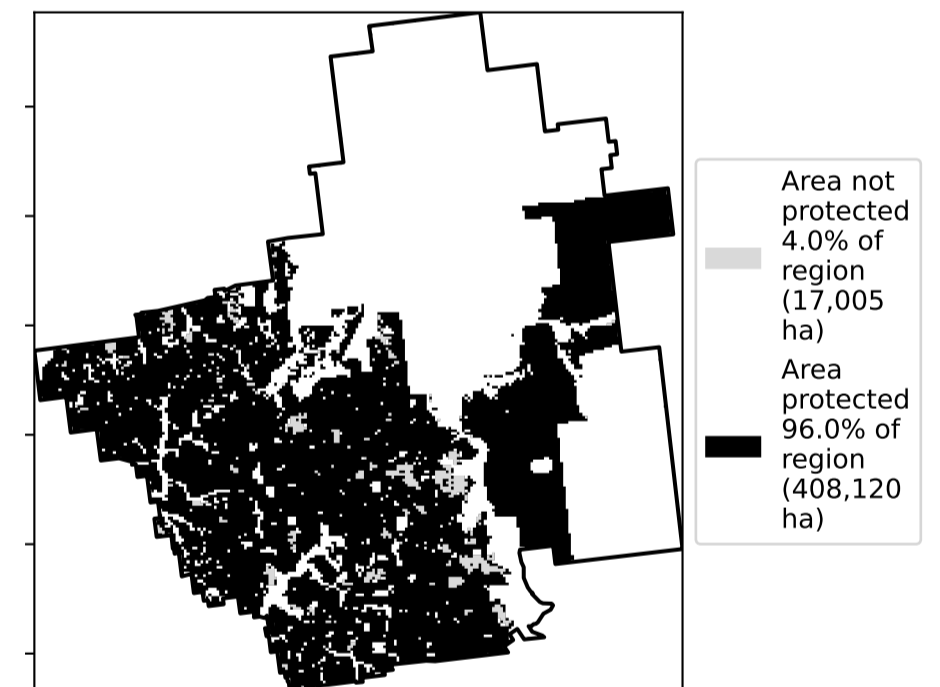 Area not
protected
4.0% of
region
(17,005
ha)
Area
protected
96.0% of
region
(408,120
ha)